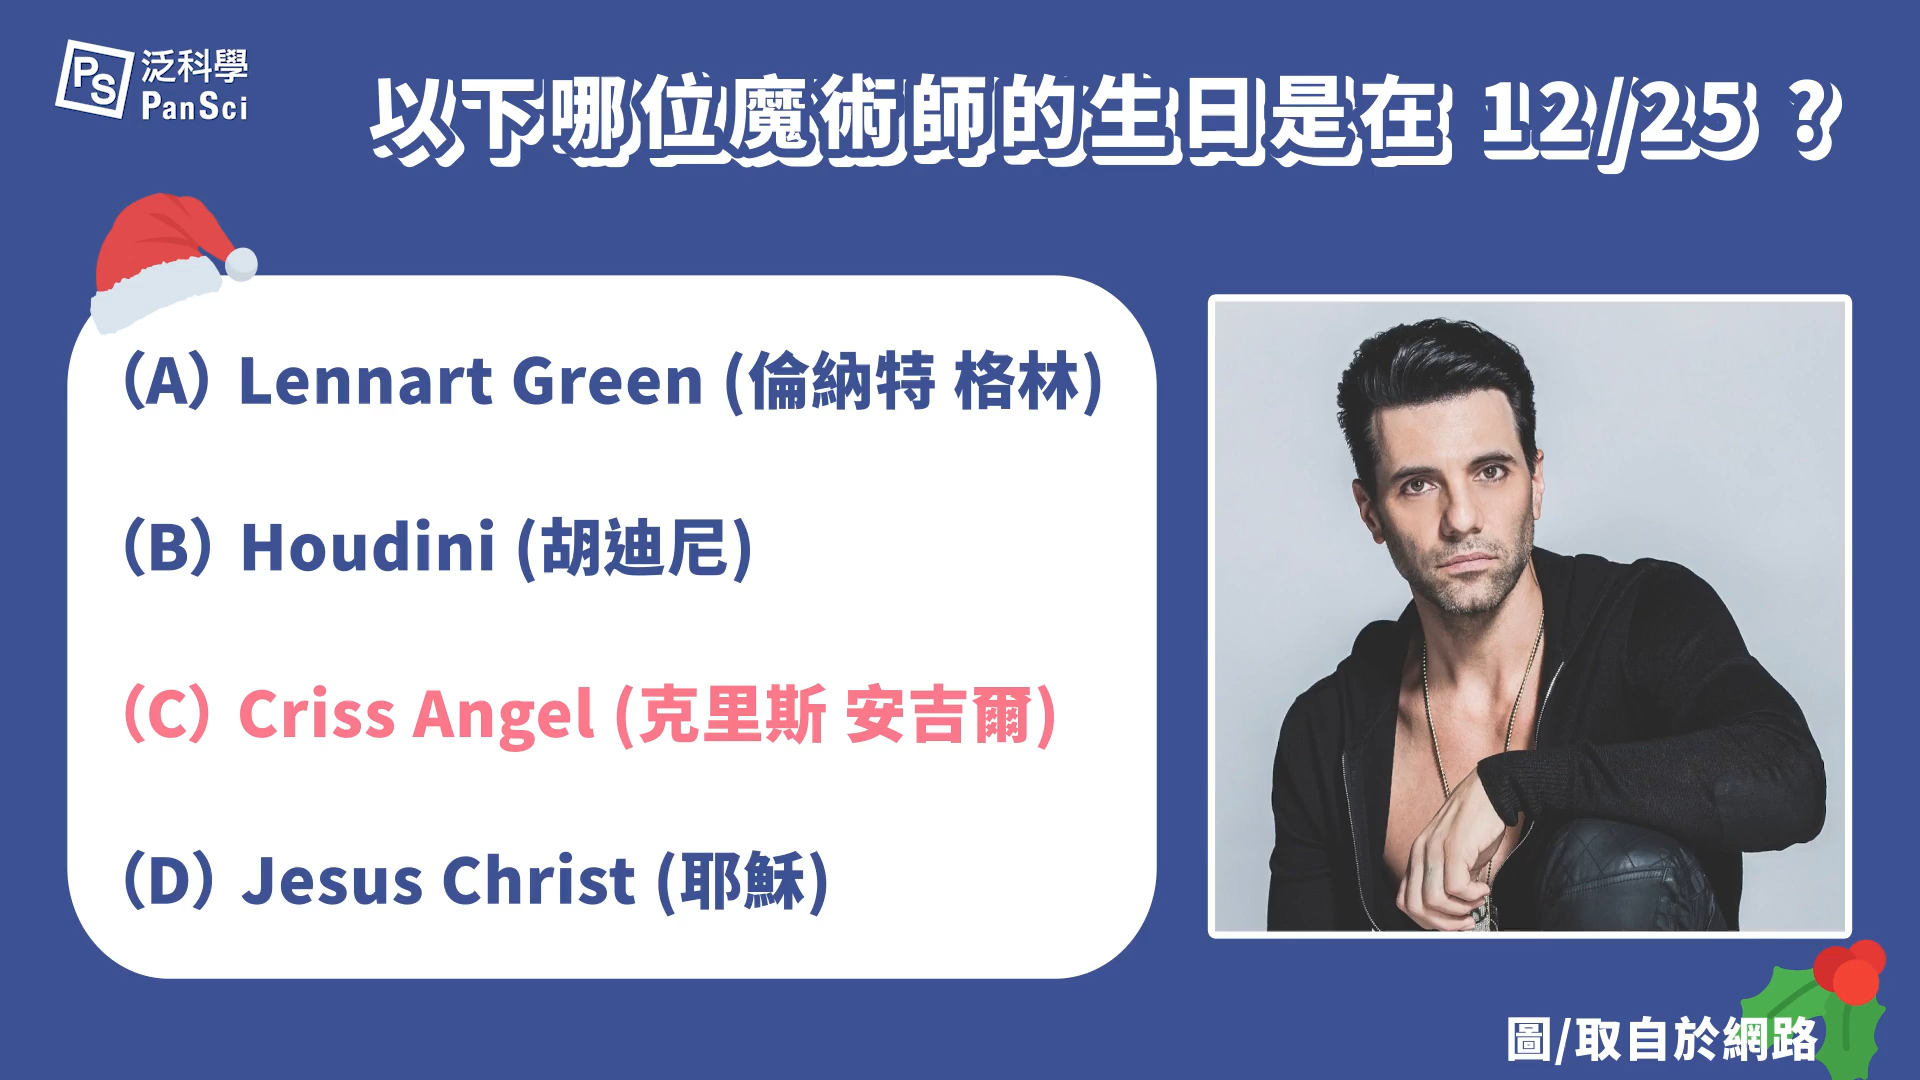 PS 泛科學
PanSci
以下哪位魔術師的生日是在 12/25 ?
(A) Lennart Green (倫納特 格林)
(B) Houdini (胡迪尼)
(C) Criss Angel (克里斯 安吉爾)
(D) Jesus Christ (耶穌)
圖/取自於網路